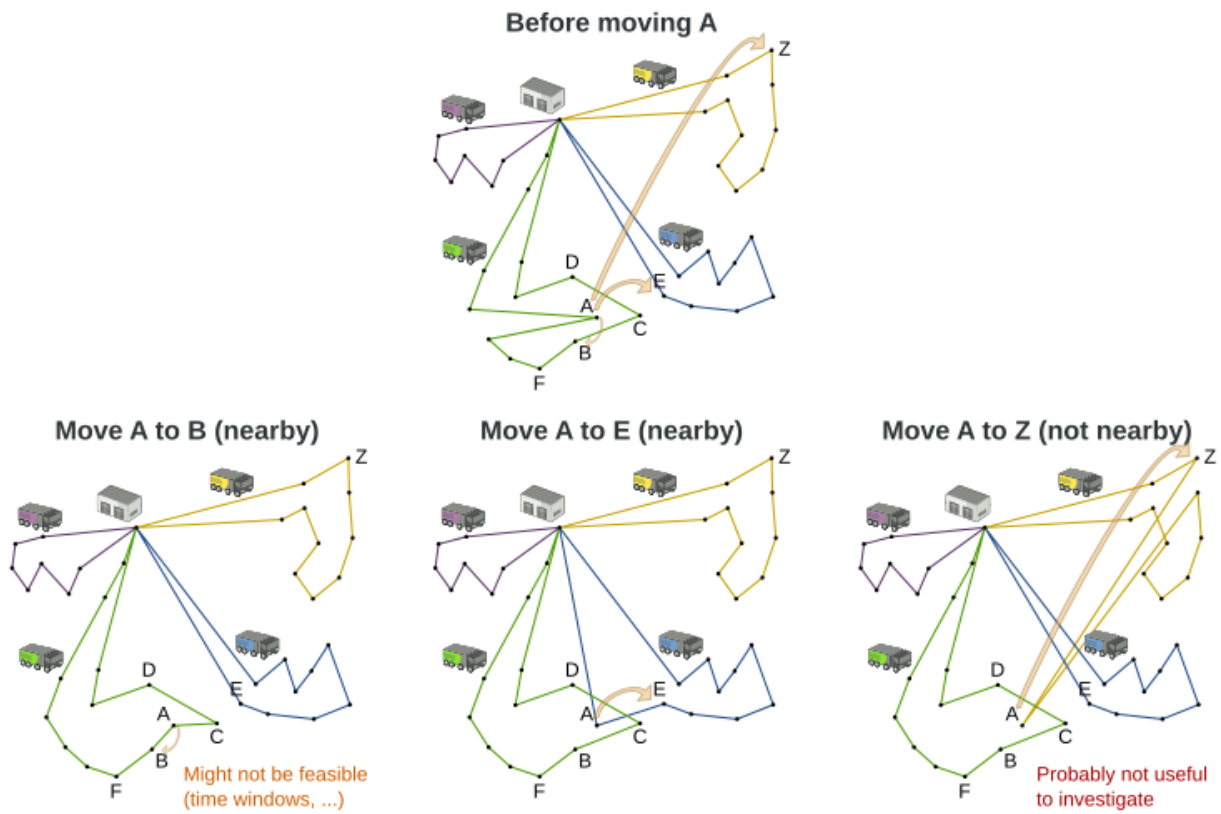 Before moving A
Z
E
D
A
C
B
F
Move A to B (nearby)
Z
D
E
A
C
B
F
Might not be feasible
(time windows, ...)
Move A to E (nearby)
Z
D
E
A
C
B
F
Move A to Z (not nearby)
Z
D
E
A
C
B
F
Probably not useful
to investigate